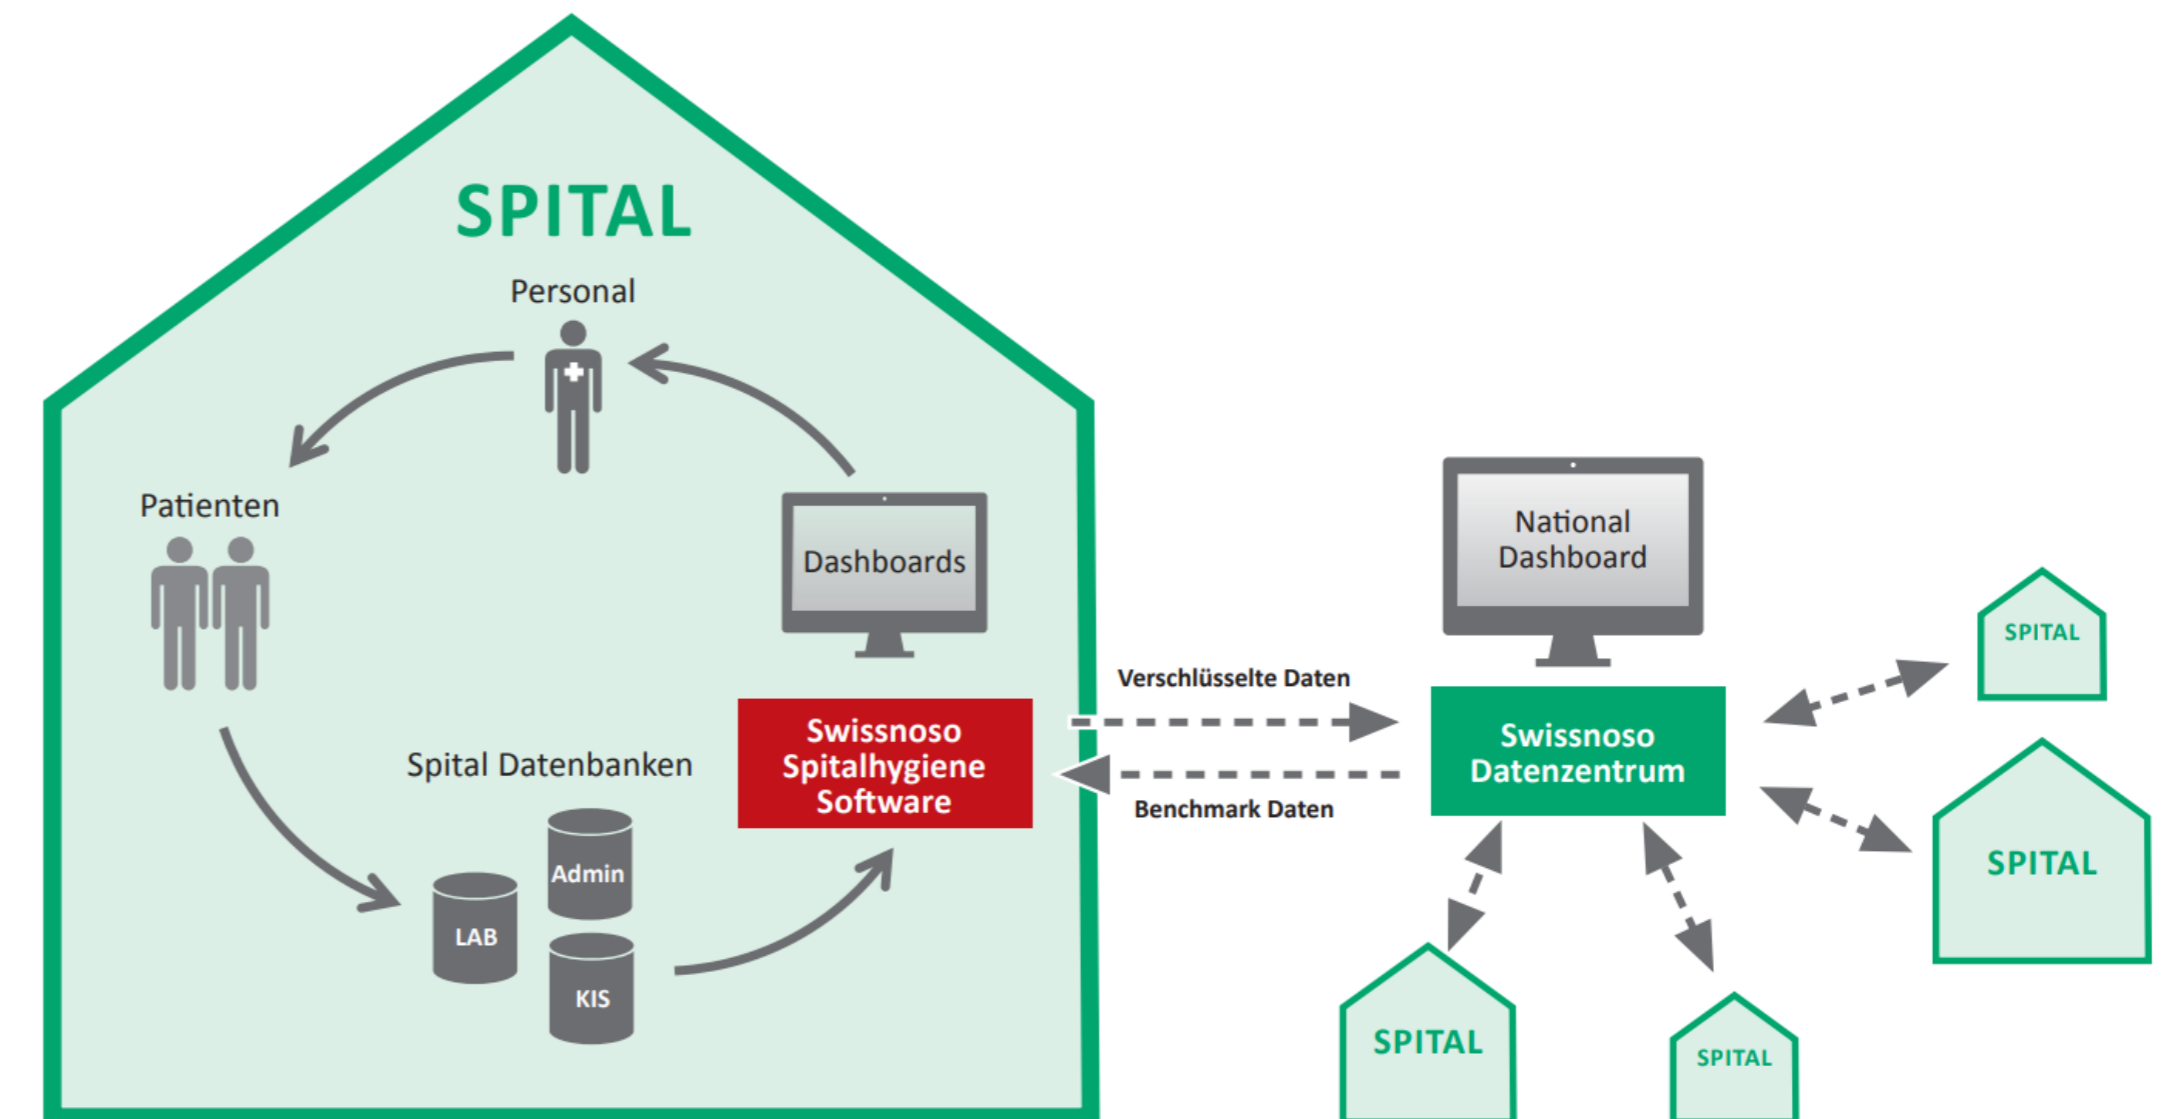 SPITAL
Personal
Patienten
Dashboards
Spital Datenbanken
Admin
LAB
KIS
Swissnoso
Spitalhygiene
Software
Verschlüsselte Daten
Benchmark Daten
National
Dashboard
Swissnoso
Datenzentrum
SPITAL
SPITAL
SPITAL
SPITAL